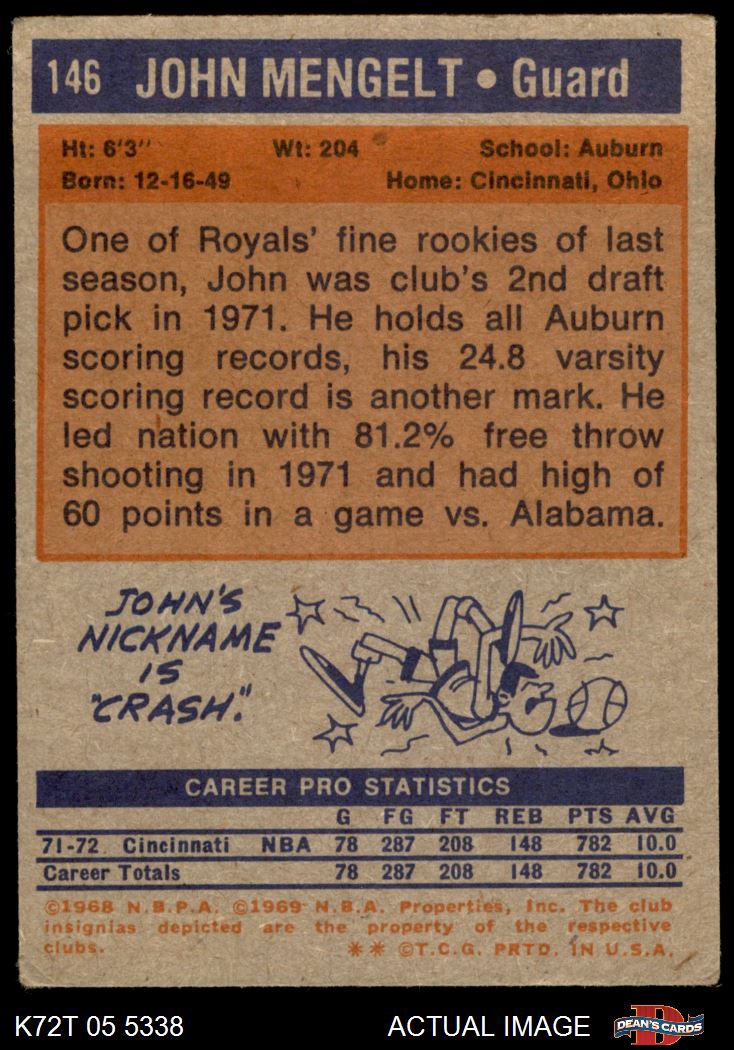 146 JOHN MENGELT • Guard
Ht: 6'3" Wt: 204 School: Auburn
Born: 12-16-49 Home: Cincinnati, Ohio
One of Royals' fine rookies of last
season, John was club's 2nd draft
pick in 1971. He holds all Auburn
scoring records, his 24.8 varsity
scoring record is another mark. He
led nation with 81.2% free throw
shooting in 1971 and had high of
60 points in a game vs. Alabama.
JOHN'S
NICKNAME
IS
"CRASH."
CAREER PRO STATISTICS
G FG FT REB PTS AVG
71-72 Cincinnati NBA 78 287 208 148 782 10.0
Career Totals 78 287 208 148 782 10.0
©1968 N.B.P.A. ©1969 N.B.A. Properties, Inc. The club
insignias depicted are the property of the respective
clubs. ** ©T.C.G. PRTD. IN U.S.A.
K72T 05 5338 ACTUAL IMAGE D DEAN'S CARDS